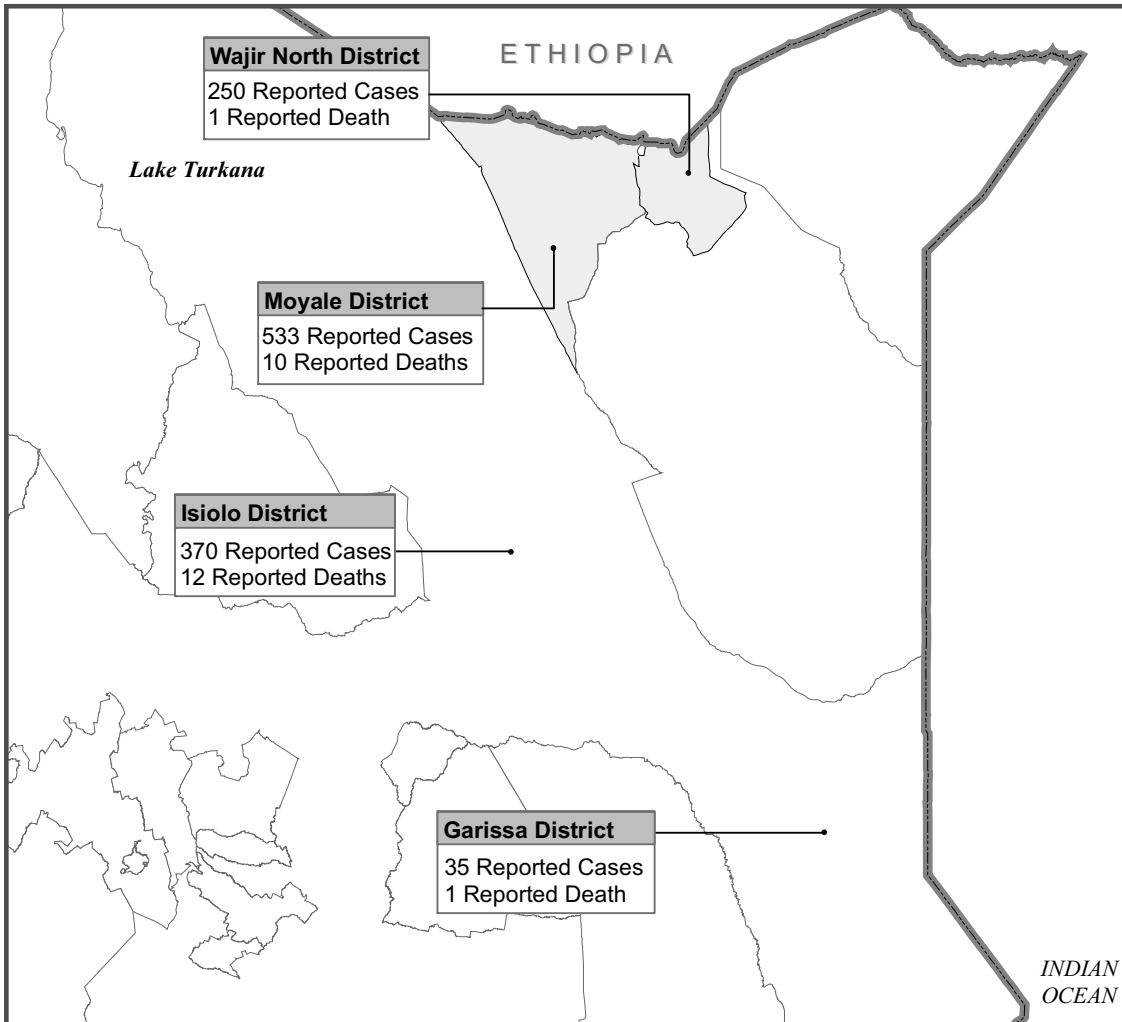 Wajir North District
250 Reported Cases
1 Reported Death
ETHIOPIA
Lake Turkana
Moyale District
533 Reported Cases
10 Reported Deaths
Isiolo District
370 Reported Cases
12 Reported Deaths
Garissa District
35 Reported Cases
1 Reported Death
INDIAN
OCEAN